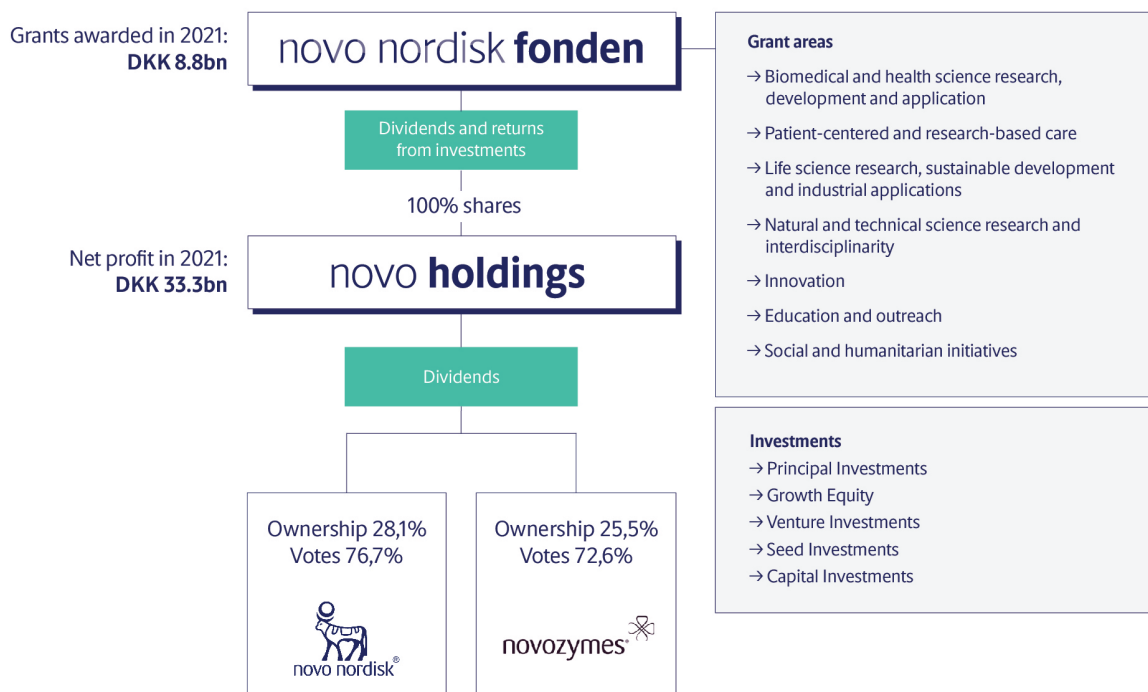 Grants awarded in 2021:
DKK 8.8bn
novo nordisk fonden
Dividends and returns
from investments
100% shares
Net profit in 2021:
DKK 33.3bn
novo holdings
Dividends
Ownership 28,1%
Votes 76,7%
novo nordisk®
Ownership 25,5%
Votes 72,6%
novozymes®
Grant areas
→ Biomedical and health science research,
development and application
→ Patient-centered and research-based care
→ Life science research, sustainable development
and industrial applications
→ Natural and technical science research and
interdisciplinarity
→ Innovation
→ Education and outreach
→ Social and humanitarian initiatives
Investments
→ Principal Investments
→ Growth Equity
→ Venture Investments
→ Seed Investments
→ Capital Investments